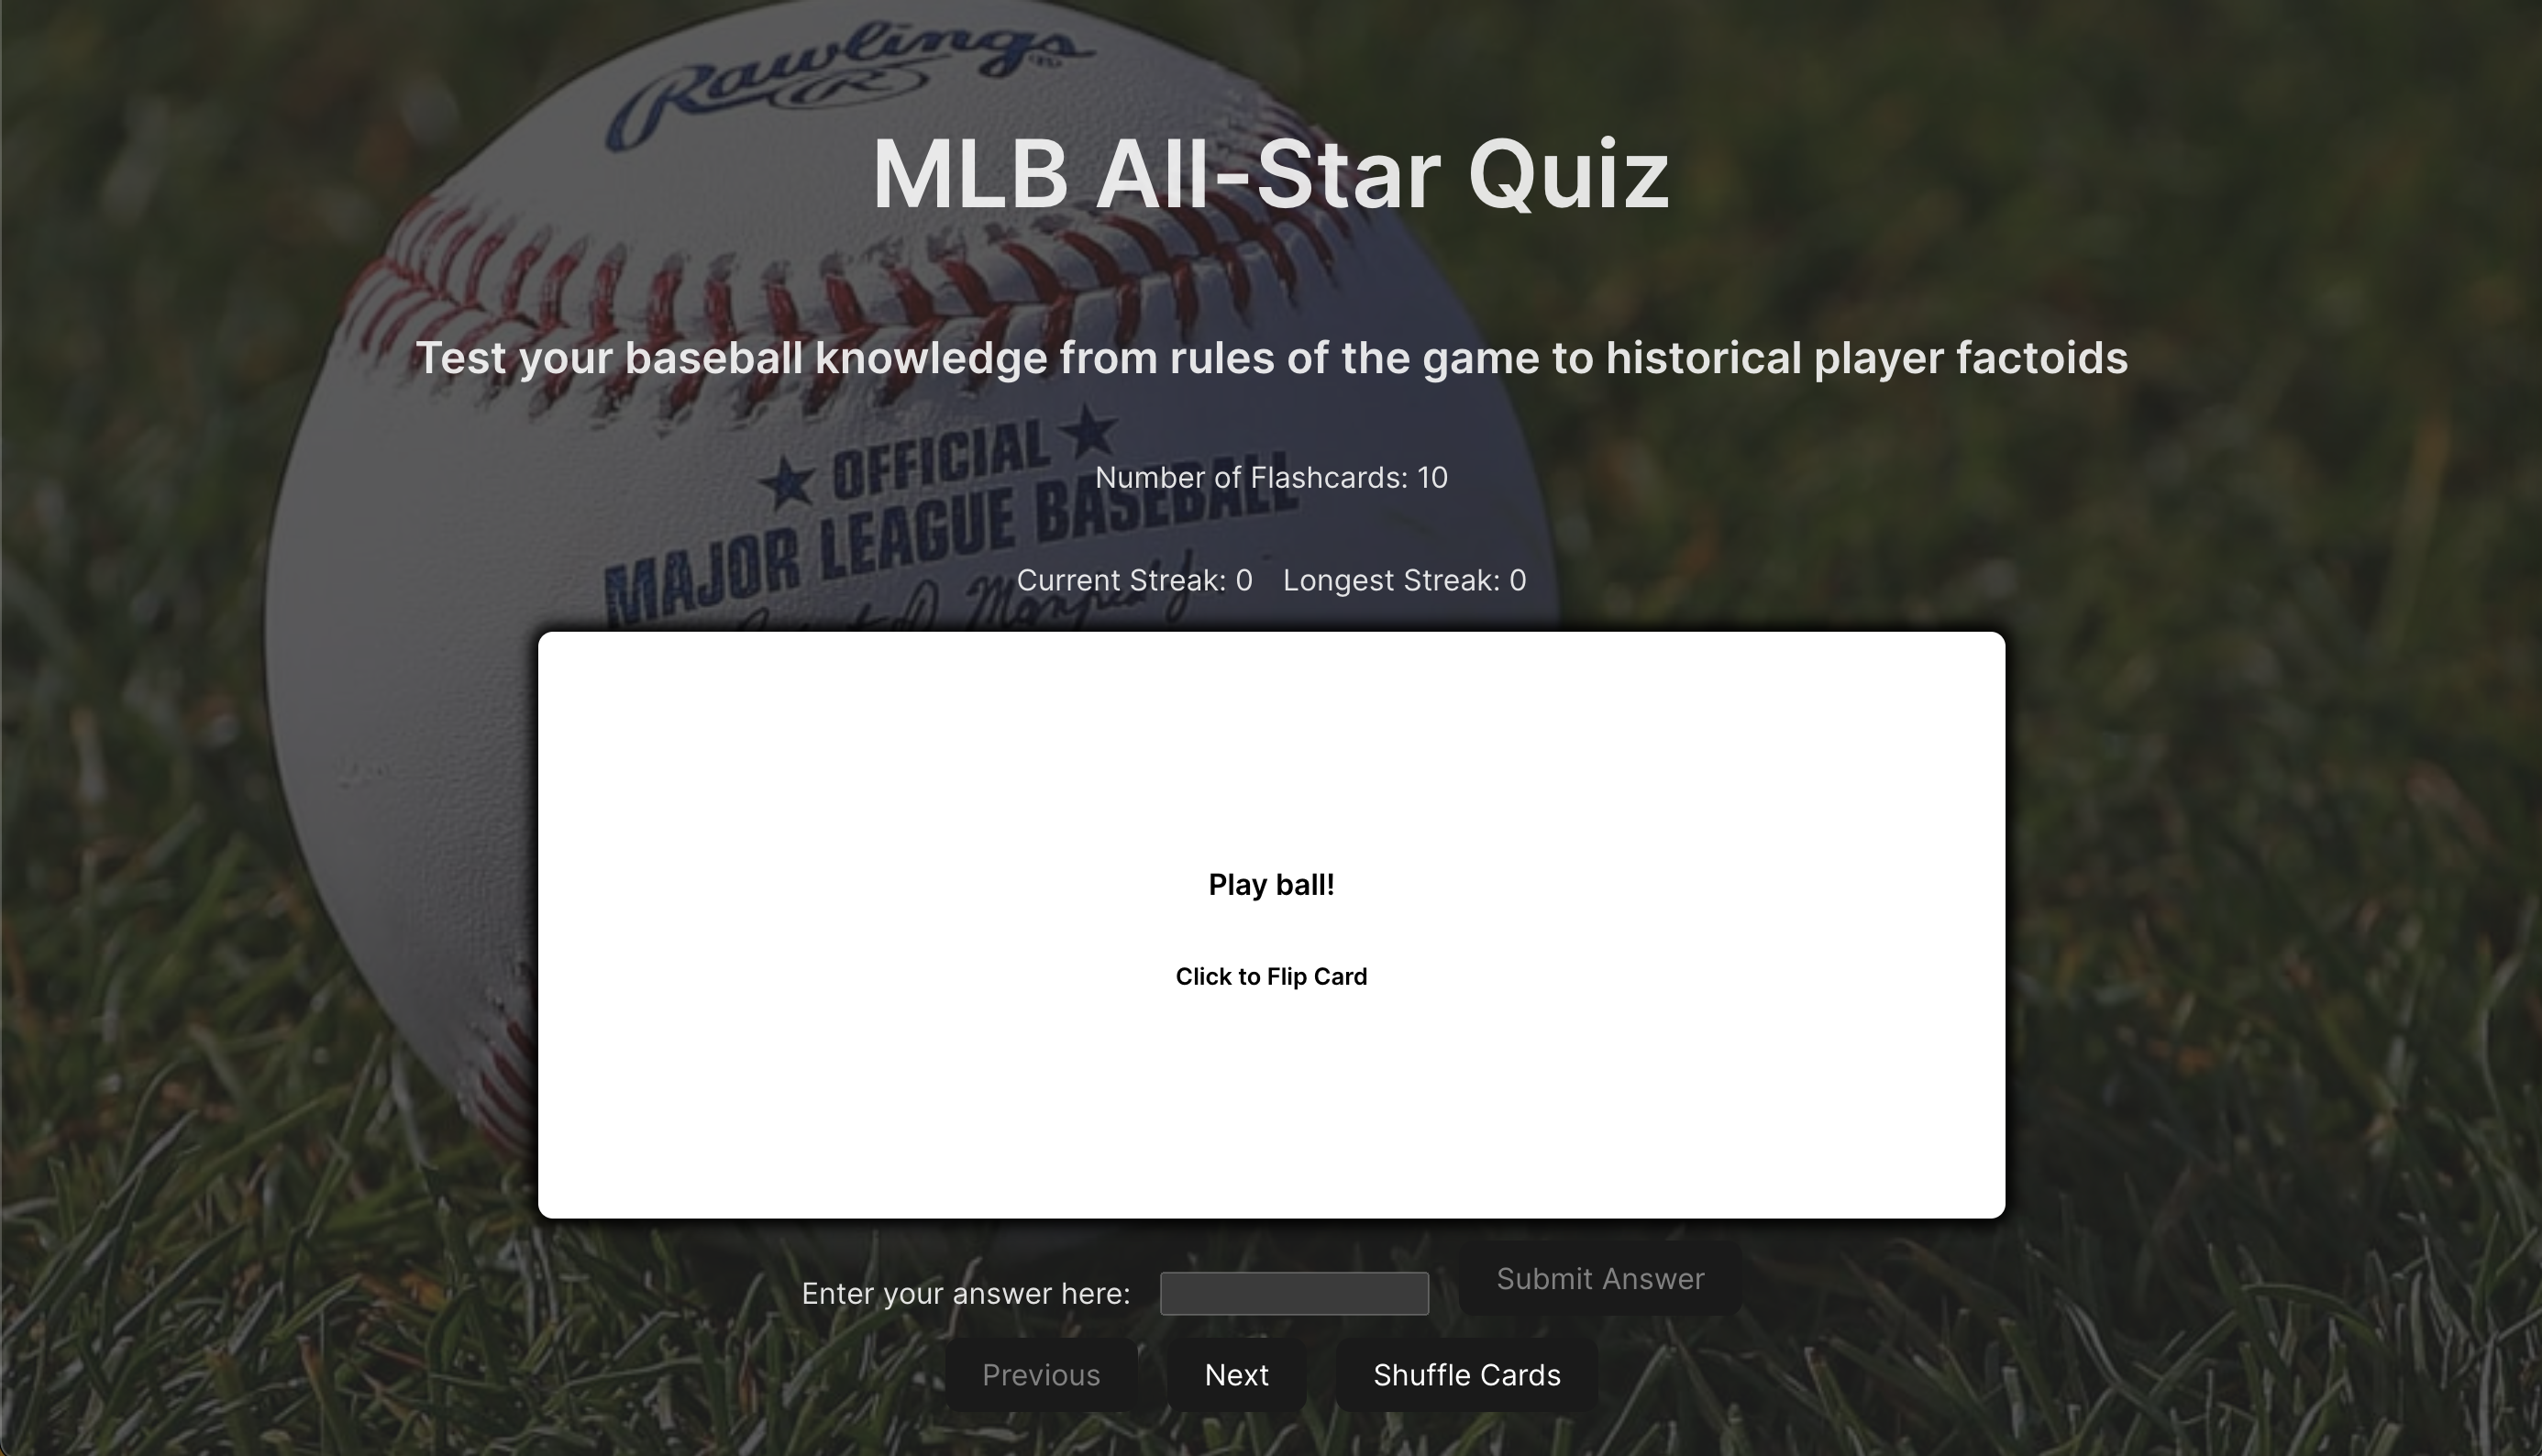 Rawlings®
R
MLB All-Star Quiz
Test your baseball knowledge from rules of the game to historical player factoids
★ OFFICIAL ★
MAJOR LEAGUE BASEBALL
Number of Flashcards: 10
Current Streak: 0 Longest Streak: 0
Play ball!
Click to Flip Card
Enter your answer here:
Submit Answer
Previous Next Shuffle Cards